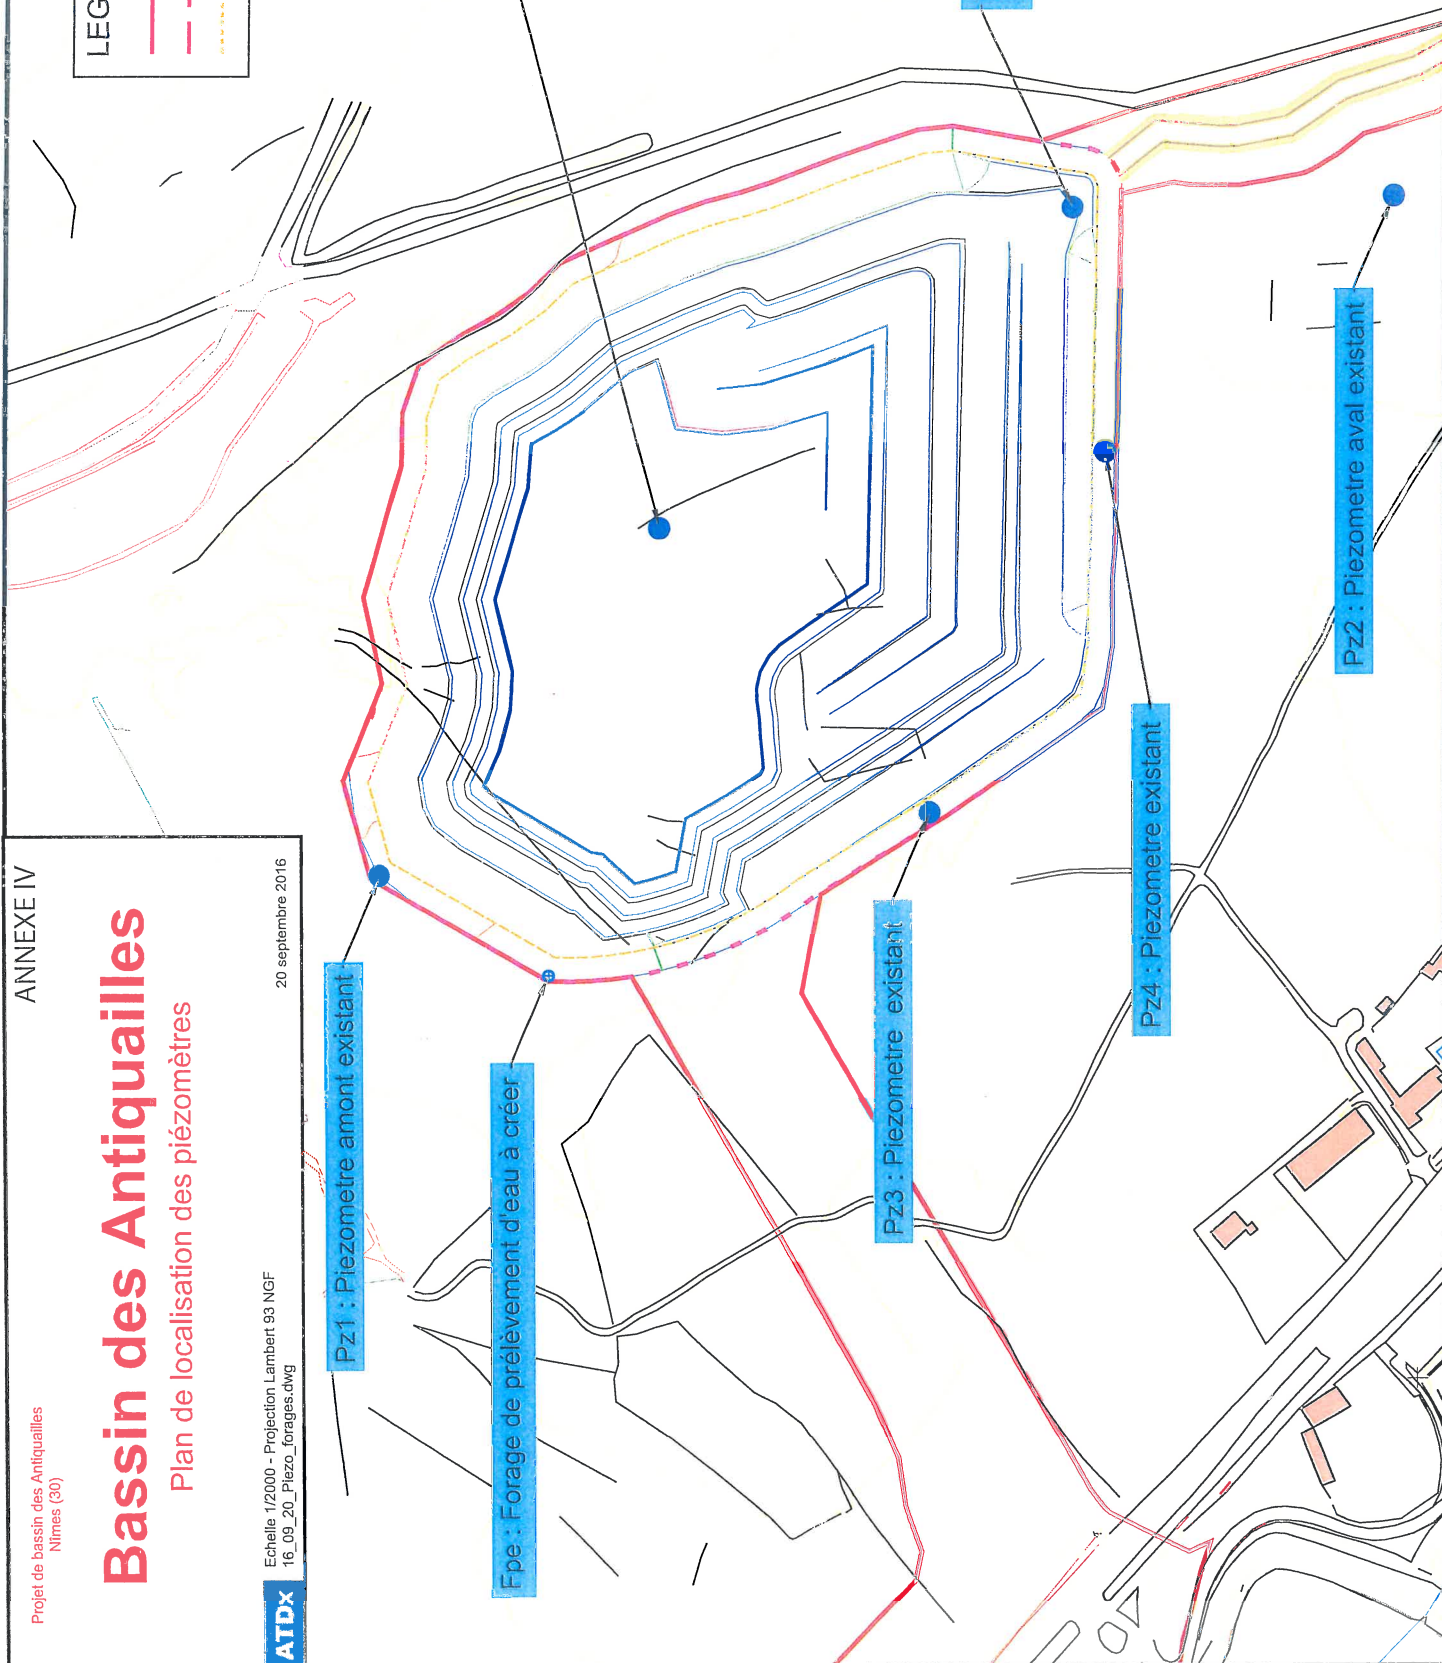 ANNEXE IV
Projet de bassin des Antiquailles
Nîmes (30)
Bassin des Antiquailles
Plan de localisation des piézomètres
20 septembre 2016
Echelle 1/2000 - Projection Lambert 93 NGF
16_09_20_Piezo_forages.dwg
ATDx
LEG
Pz1 : Piezometre amont existant
Fpe : Forage de prélèvement d'eau à créer
Pz3 : Piezometre existant
Pz4 : Piezometre existant
Pz2 : Piezometre aval existant